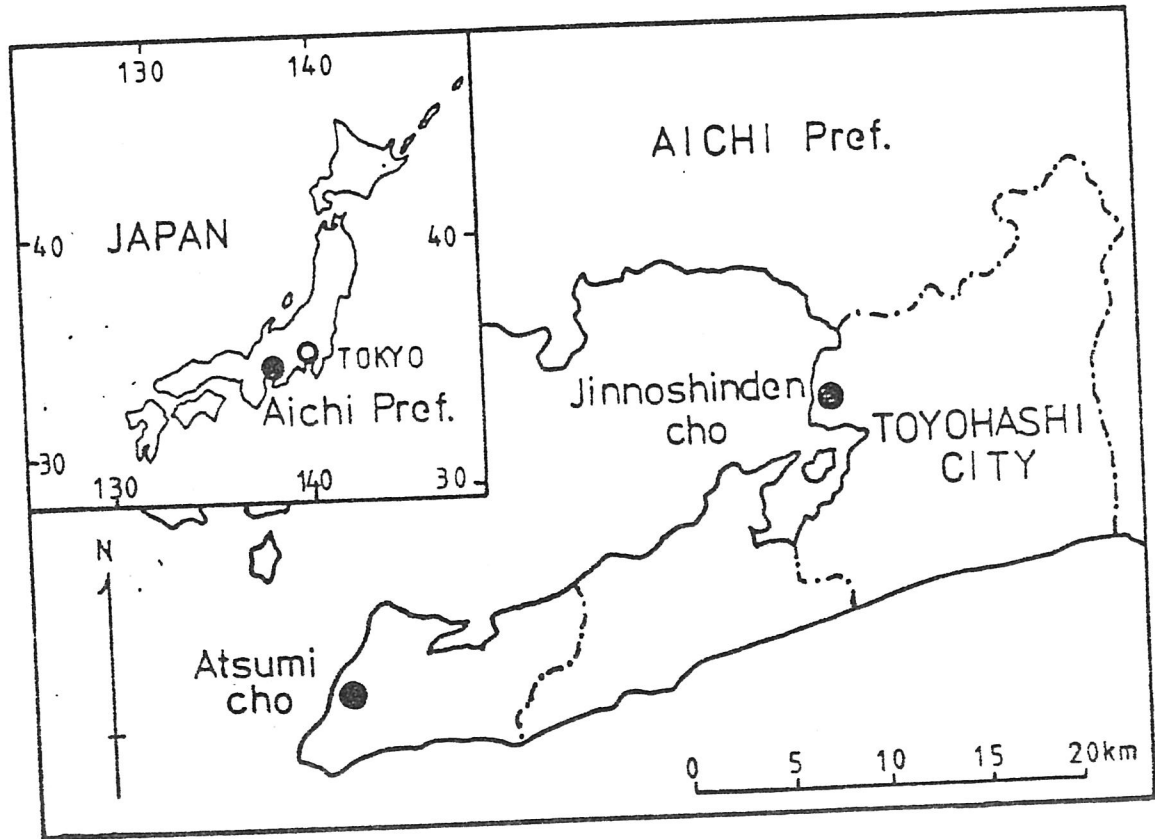 130 140
AICHI Pref.
JAPAN
40 40
TOKYO
Aichi Pref.
30 30
130 140
Jinnoshinden
cho
TOYOHASHI
CITY
N
Atsumi
cho
0 5 10 15 20km